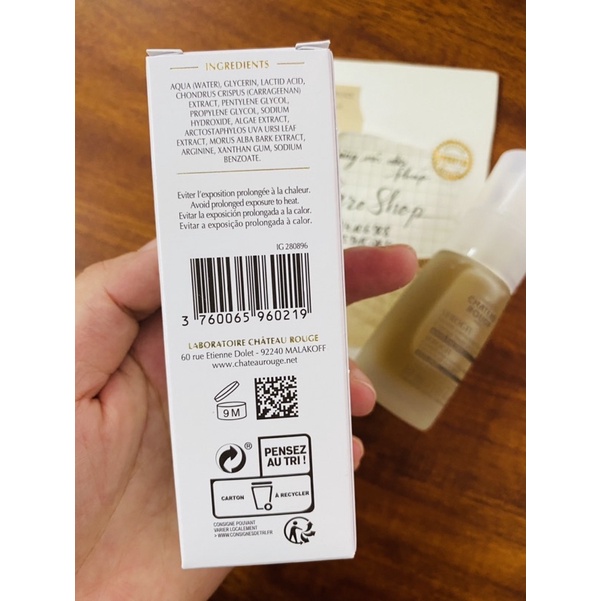 INGREDIENTS
AQUA (WATER), GLYCERIN, LACTID ACID,
CHONDRUS CRISPUS (CARRAGEENAN)
EXTRACT, PENTYLENE GLYCOL,
PROPYLENE GLYCOL, SODIUM
HYDROXIDE, ALGAE EXTRACT,
ARCTOSTAPHYLOS UVA URSI LEAF
EXTRACT, MORUS ALBA BARK EXTRACT,
ARGININE, XANTHAN GUM, SODIUM
BENZOATE.
Eviter l'exposition prolongée à la chaleur.
Avoid prolonged exposure to heat.
Evitar la exposición prolongada a la calor.
Evitar a exposição prolongada à calor.
IG 280896
3 760065 960219
LABORATOIRE CHÂTEAU ROUGE
60 rue Etienne Dolet - 92240 MALAKOFF
www.chateaurouge.net
9 M
®
PENSEZ
AU TRI !
CARTON
À RECYCLER
CONSIGNE POUVANT
VARIER LOCALEMENT
> WWW.CONSIGNESDETRI.FR
Shop